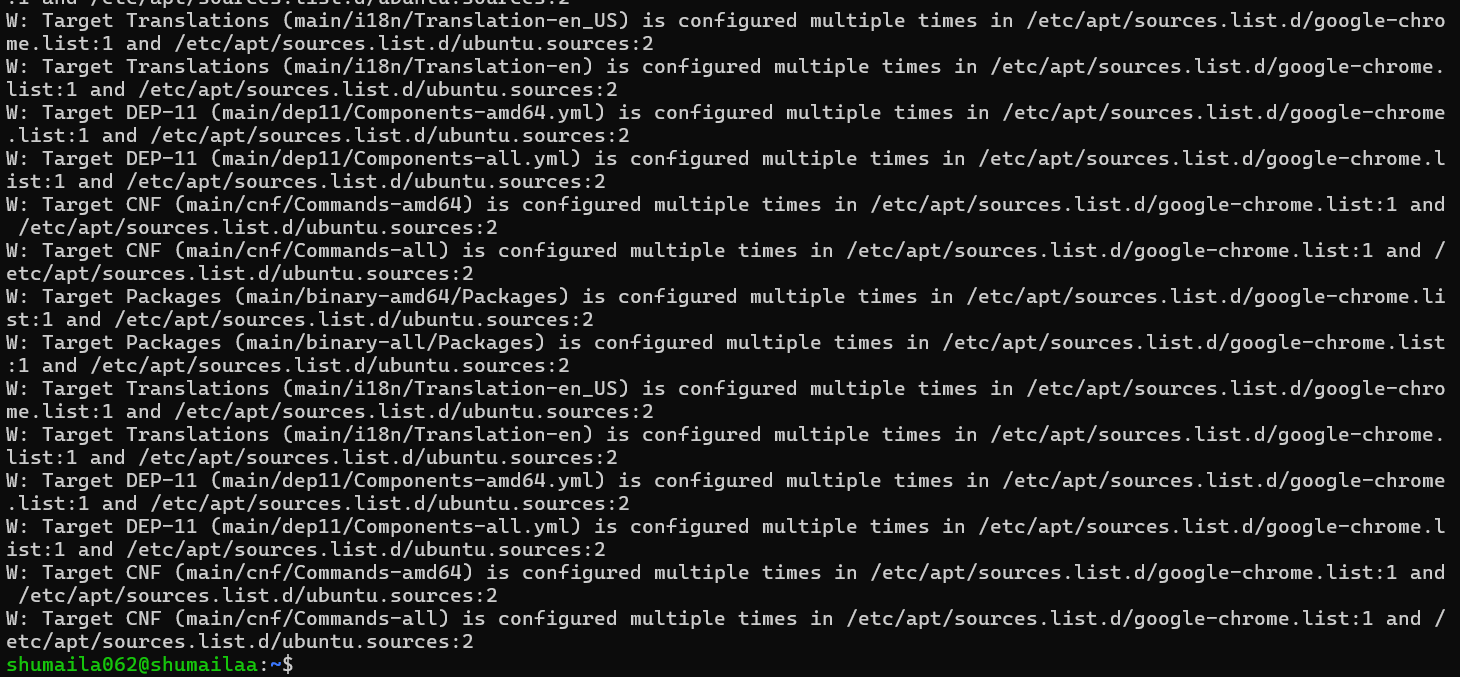 .1 and /etc/apt/sources.list.d/ubuntu.sources:2
W: Target Translations (main/i18n/Translation-en_US) is configured multiple times in /etc/apt/sources.list.d/google-chro
me.list:1 and /etc/apt/sources.list.d/ubuntu.sources:2
W: Target Translations (main/i18n/Translation-en) is configured multiple times in /etc/apt/sources.list.d/google-chrome.
list:1 and /etc/apt/sources.list.d/ubuntu.sources:2
W: Target DEP-11 (main/dep11/Components-amd64.yml) is configured multiple times in /etc/apt/sources.list.d/google-chrome
.list:1 and /etc/apt/sources.list.d/ubuntu.sources:2
W: Target DEP-11 (main/dep11/Components-all.yml) is configured multiple times in /etc/apt/sources.list.d/google-chrome.l
ist:1 and /etc/apt/sources.list.d/ubuntu.sources:2
W: Target CNF (main/cnf/Commands-amd64) is configured multiple times in /etc/apt/sources.list.d/google-chrome.list:1 and
 /etc/apt/sources.list.d/ubuntu.sources:2
W: Target CNF (main/cnf/Commands-all) is configured multiple times in /etc/apt/sources.list.d/google-chrome.list:1 and /
etc/apt/sources.list.d/ubuntu.sources:2
W: Target Packages (main/binary-amd64/Packages) is configured multiple times in /etc/apt/sources.list.d/google-chrome.li
st:1 and /etc/apt/sources.list.d/ubuntu.sources:2
W: Target Packages (main/binary-all/Packages) is configured multiple times in /etc/apt/sources.list.d/google-chrome.list
:1 and /etc/apt/sources.list.d/ubuntu.sources:2
W: Target Translations (main/i18n/Translation-en_US) is configured multiple times in /etc/apt/sources.list.d/google-chro
me.list:1 and /etc/apt/sources.list.d/ubuntu.sources:2
W: Target Translations (main/i18n/Translation-en) is configured multiple times in /etc/apt/sources.list.d/google-chrome.
list:1 and /etc/apt/sources.list.d/ubuntu.sources:2
W: Target DEP-11 (main/dep11/Components-amd64.yml) is configured multiple times in /etc/apt/sources.list.d/google-chrome
.list:1 and /etc/apt/sources.list.d/ubuntu.sources:2
W: Target DEP-11 (main/dep11/Components-all.yml) is configured multiple times in /etc/apt/sources.list.d/google-chrome.l
ist:1 and /etc/apt/sources.list.d/ubuntu.sources:2
W: Target CNF (main/cnf/Commands-amd64) is configured multiple times in /etc/apt/sources.list.d/google-chrome.list:1 and
 /etc/apt/sources.list.d/ubuntu.sources:2
W: Target CNF (main/cnf/Commands-all) is configured multiple times in /etc/apt/sources.list.d/google-chrome.list:1 and /
etc/apt/sources.list.d/ubuntu.sources:2
shumaila062@shumailaa:~$